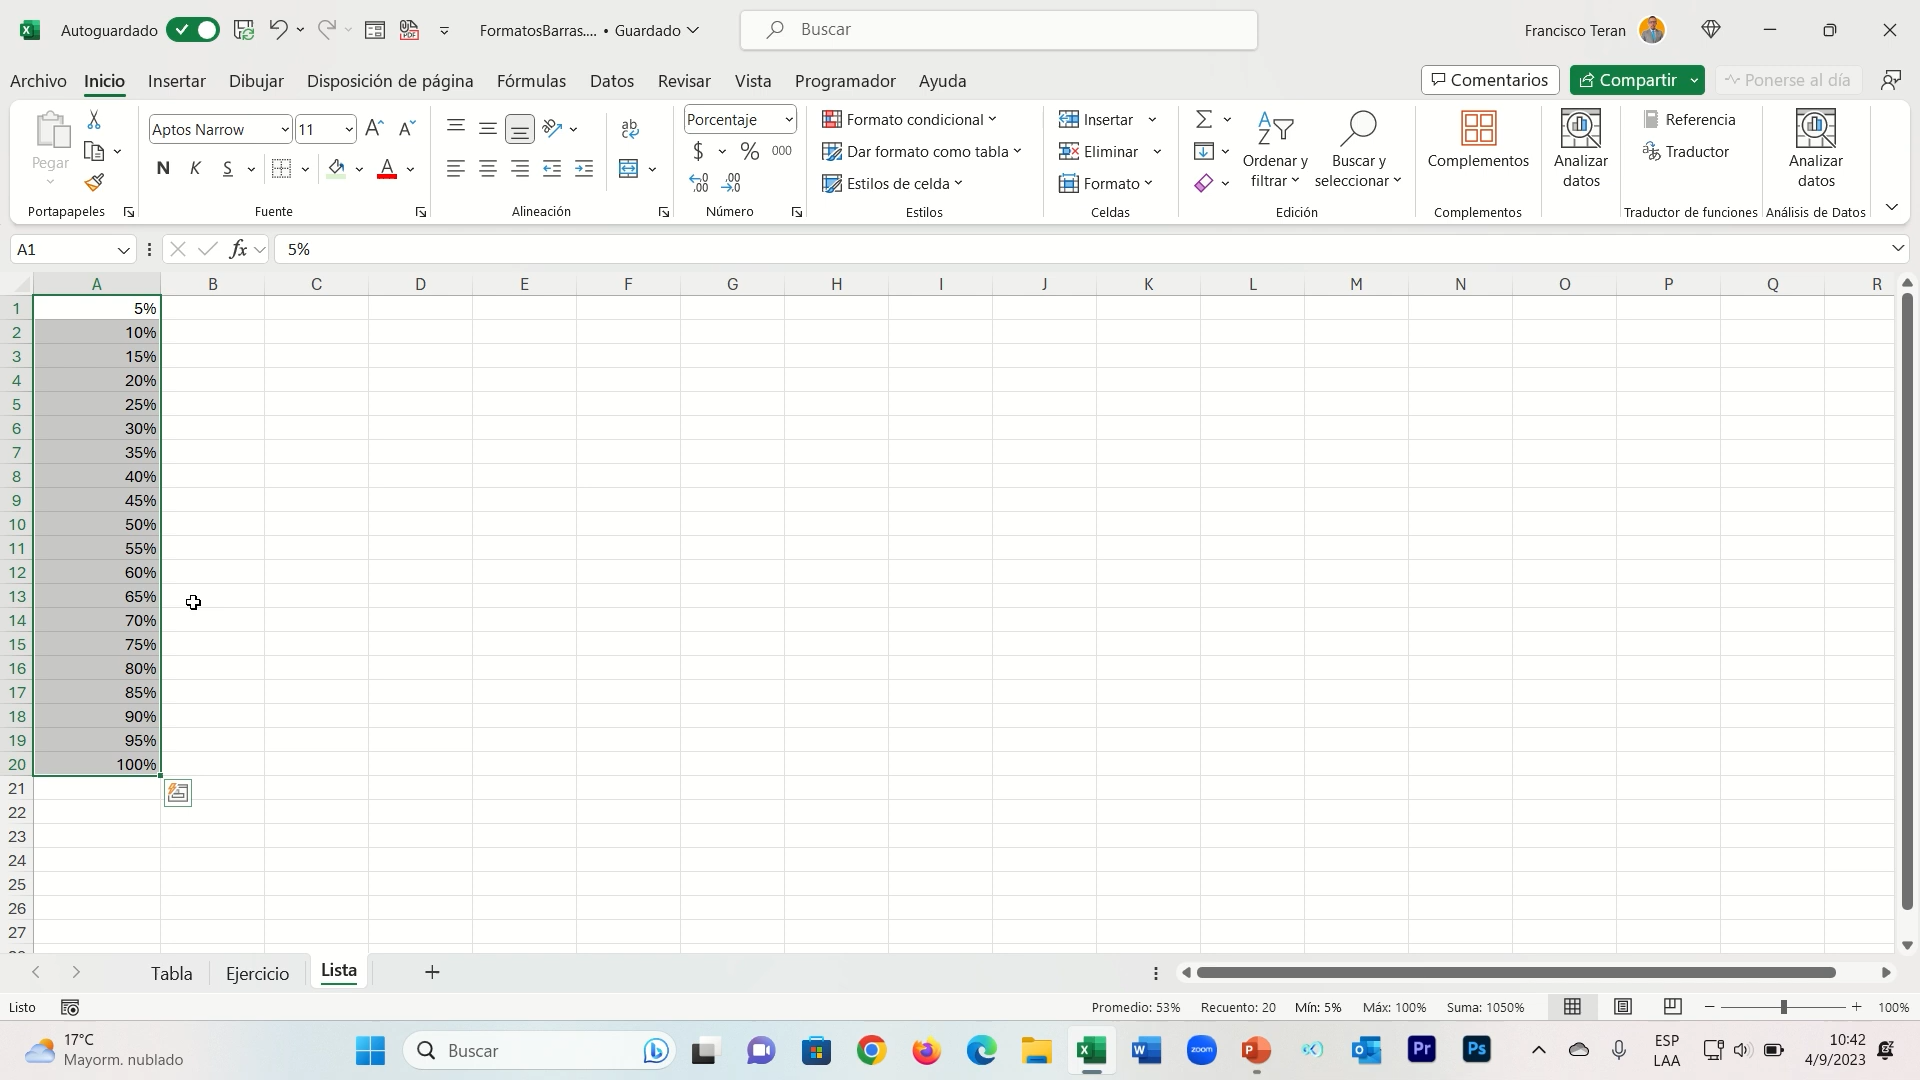 Autoguardado FormatosBarras.... • Guardado Buscar Francisco Teran
Archivo Inicio Insertar Dibujar Disposición de página Fórmulas Datos Revisar Vista Programador Ayuda Comentarios Compartir Ponerse al día
Pegar
Portapapeles
Aptos Narrow 11
N K S
Fuente
Alineación
Porcentaje
$ % 000
Número
Formato condicional
Dar formato como tabla
Estilos de celda
Estilos
Insertar
Eliminar
Formato
Celdas
Ordenar y filtrar
Buscar y seleccionar
Edición
Complementos
Complementos
Analizar datos
Referencia
Traductor
Traductor de funciones
Analizar datos
Análisis de Datos
A1 fx 5%
A B C D E F G H I J K L M N O P Q R
1 5%
2 10%
3 15%
4 20%
5 25%
6 30%
7 35%
8 40%
9 45%
10 50%
11 55%
12 60%
13 65%
14 70%
15 75%
16 80%
17 85%
18 90%
19 95%
20 100%
21
22
23
24
25
26
27
Tabla Ejercicio Lista
Listo Promedio: 53% Recuento: 20 Mín: 5% Máx: 100% Suma: 1050% 100%
17°C
Mayorm. nublado
Buscar
zoom
Pr
Ps
ESP
LAA
10:42
4/9/2023